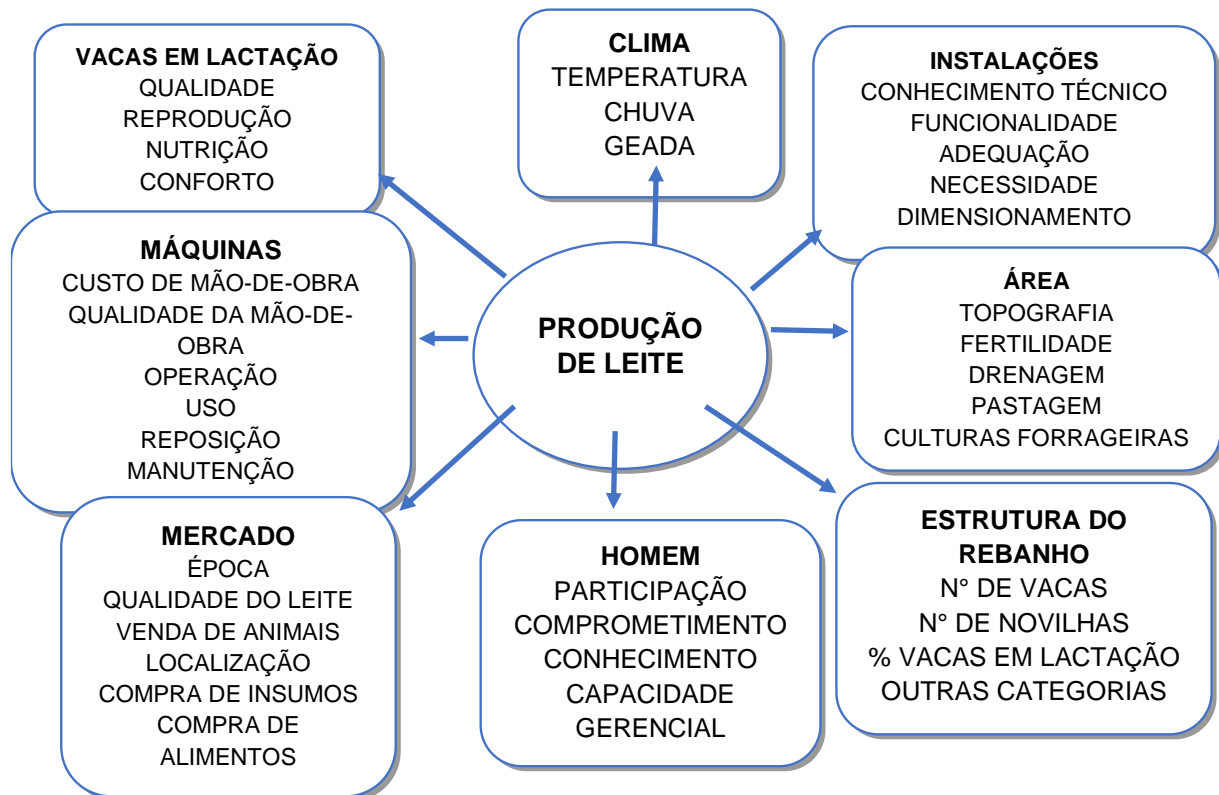 VACAS EM LACTAÇÃO
QUALIDADE
REPRODUÇÃO
NUTRIÇÃO
CONFORTO
CLIMA
TEMPERATURA
CHUVA
GEADA
INSTALAÇÕES
CONHECIMENTO TÉCNICO
FUNCIONALIDADE
ADEQUAÇÃO
NECESSIDADE
DIMENSIONAMENTO
MÁQUINAS
CUSTO DE MÃO-DE-OBRA
QUALIDADE DA MÃO-DE-
OBRA
OPERAÇÃO
USO
REPOSIÇÃO
MANUTENÇÃO
PRODUÇÃO
DE LEITE
ÁREA
TOPOGRAFIA
FERTILIDADE
DRENAGEM
PASTAGEM
CULTURAS FORRAGEIRAS
MERCADO
ÉPOCA
QUALIDADE DO LEITE
VENDA DE ANIMAIS
LOCALIZAÇÃO
COMPRA DE INSUMOS
COMPRA DE
ALIMENTOS
HOMEM
PARTICIPAÇÃO
COMPROMETIMENTO
CONHECIMENTO
CAPACIDADE
GERENCIAL
ESTRUTURA DO
REBANHO
N° DE VACAS
N° DE NOVILHAS
% VACAS EM LACTAÇÃO
OUTRAS CATEGORIAS